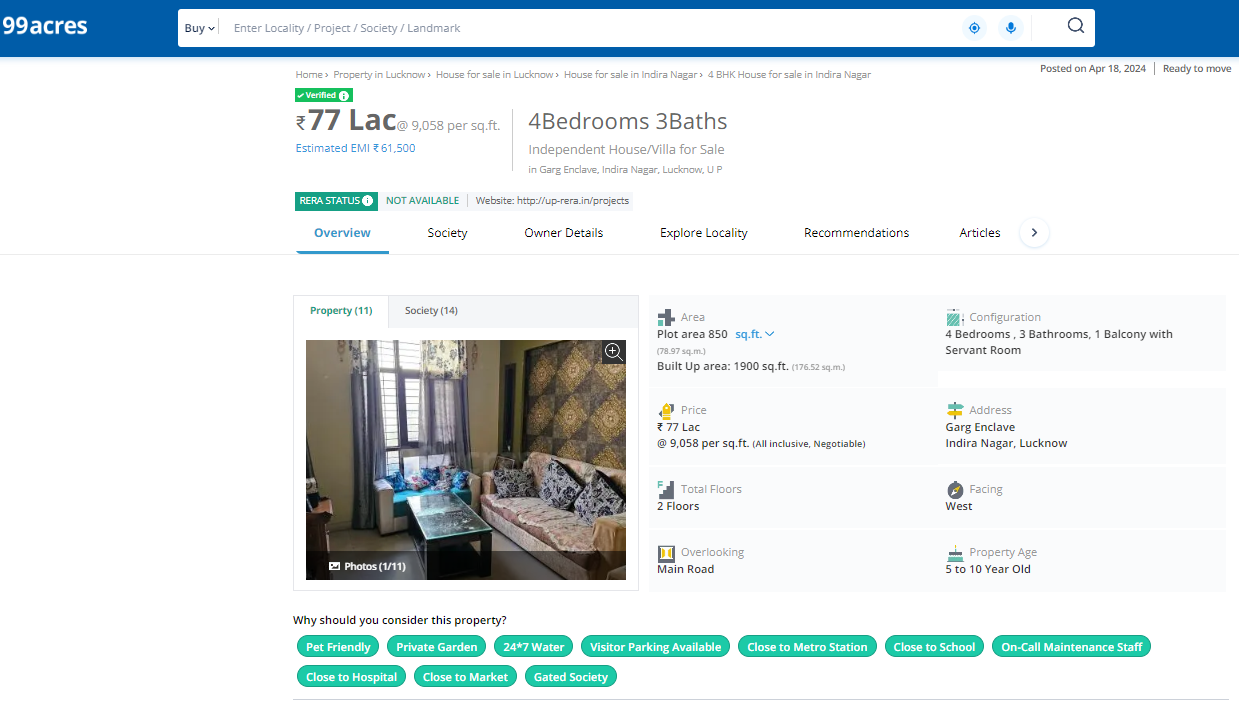 99acres
Buy
Enter Locality / Project / Society / Landmark
Home › Property in Lucknow › House for sale in Lucknow › House for sale in Indira Nagar › 4 BHK House for sale in Indira Nagar
Posted on Apr 18, 2024 | Ready to move
Verified
₹77 Lac @ 9,058 per sq.ft.
Estimated EMI ₹ 61,500
4Bedrooms 3Baths
Independent House/Villa for Sale
in Garg Enclave, Indira Nagar, Lucknow, U P
RERA STATUS NOT AVAILABLE | Website: http://up-rera.in/projects
Overview Society Owner Details Explore Locality Recommendations Articles
Property (11) Society (14)
Photos (1/11)
Area
Plot area 850 sq.ft.
(78.97 sq.m.)
Built Up area: 1900 sq.ft. (176.52 sq.m.)
Configuration
4 Bedrooms , 3 Bathrooms, 1 Balcony with
Servant Room
Price
₹ 77 Lac
@ 9,058 per sq.ft. (All inclusive, Negotiable)
Address
Garg Enclave
Indira Nagar, Lucknow
Total Floors
2 Floors
Facing
West
Overlooking
Main Road
Property Age
5 to 10 Year Old
Why should you consider this property?
Pet Friendly Private Garden 24*7 Water Visitor Parking Available Close to Metro Station Close to School On-Call Maintenance Staff
Close to Hospital Close to Market Gated Society